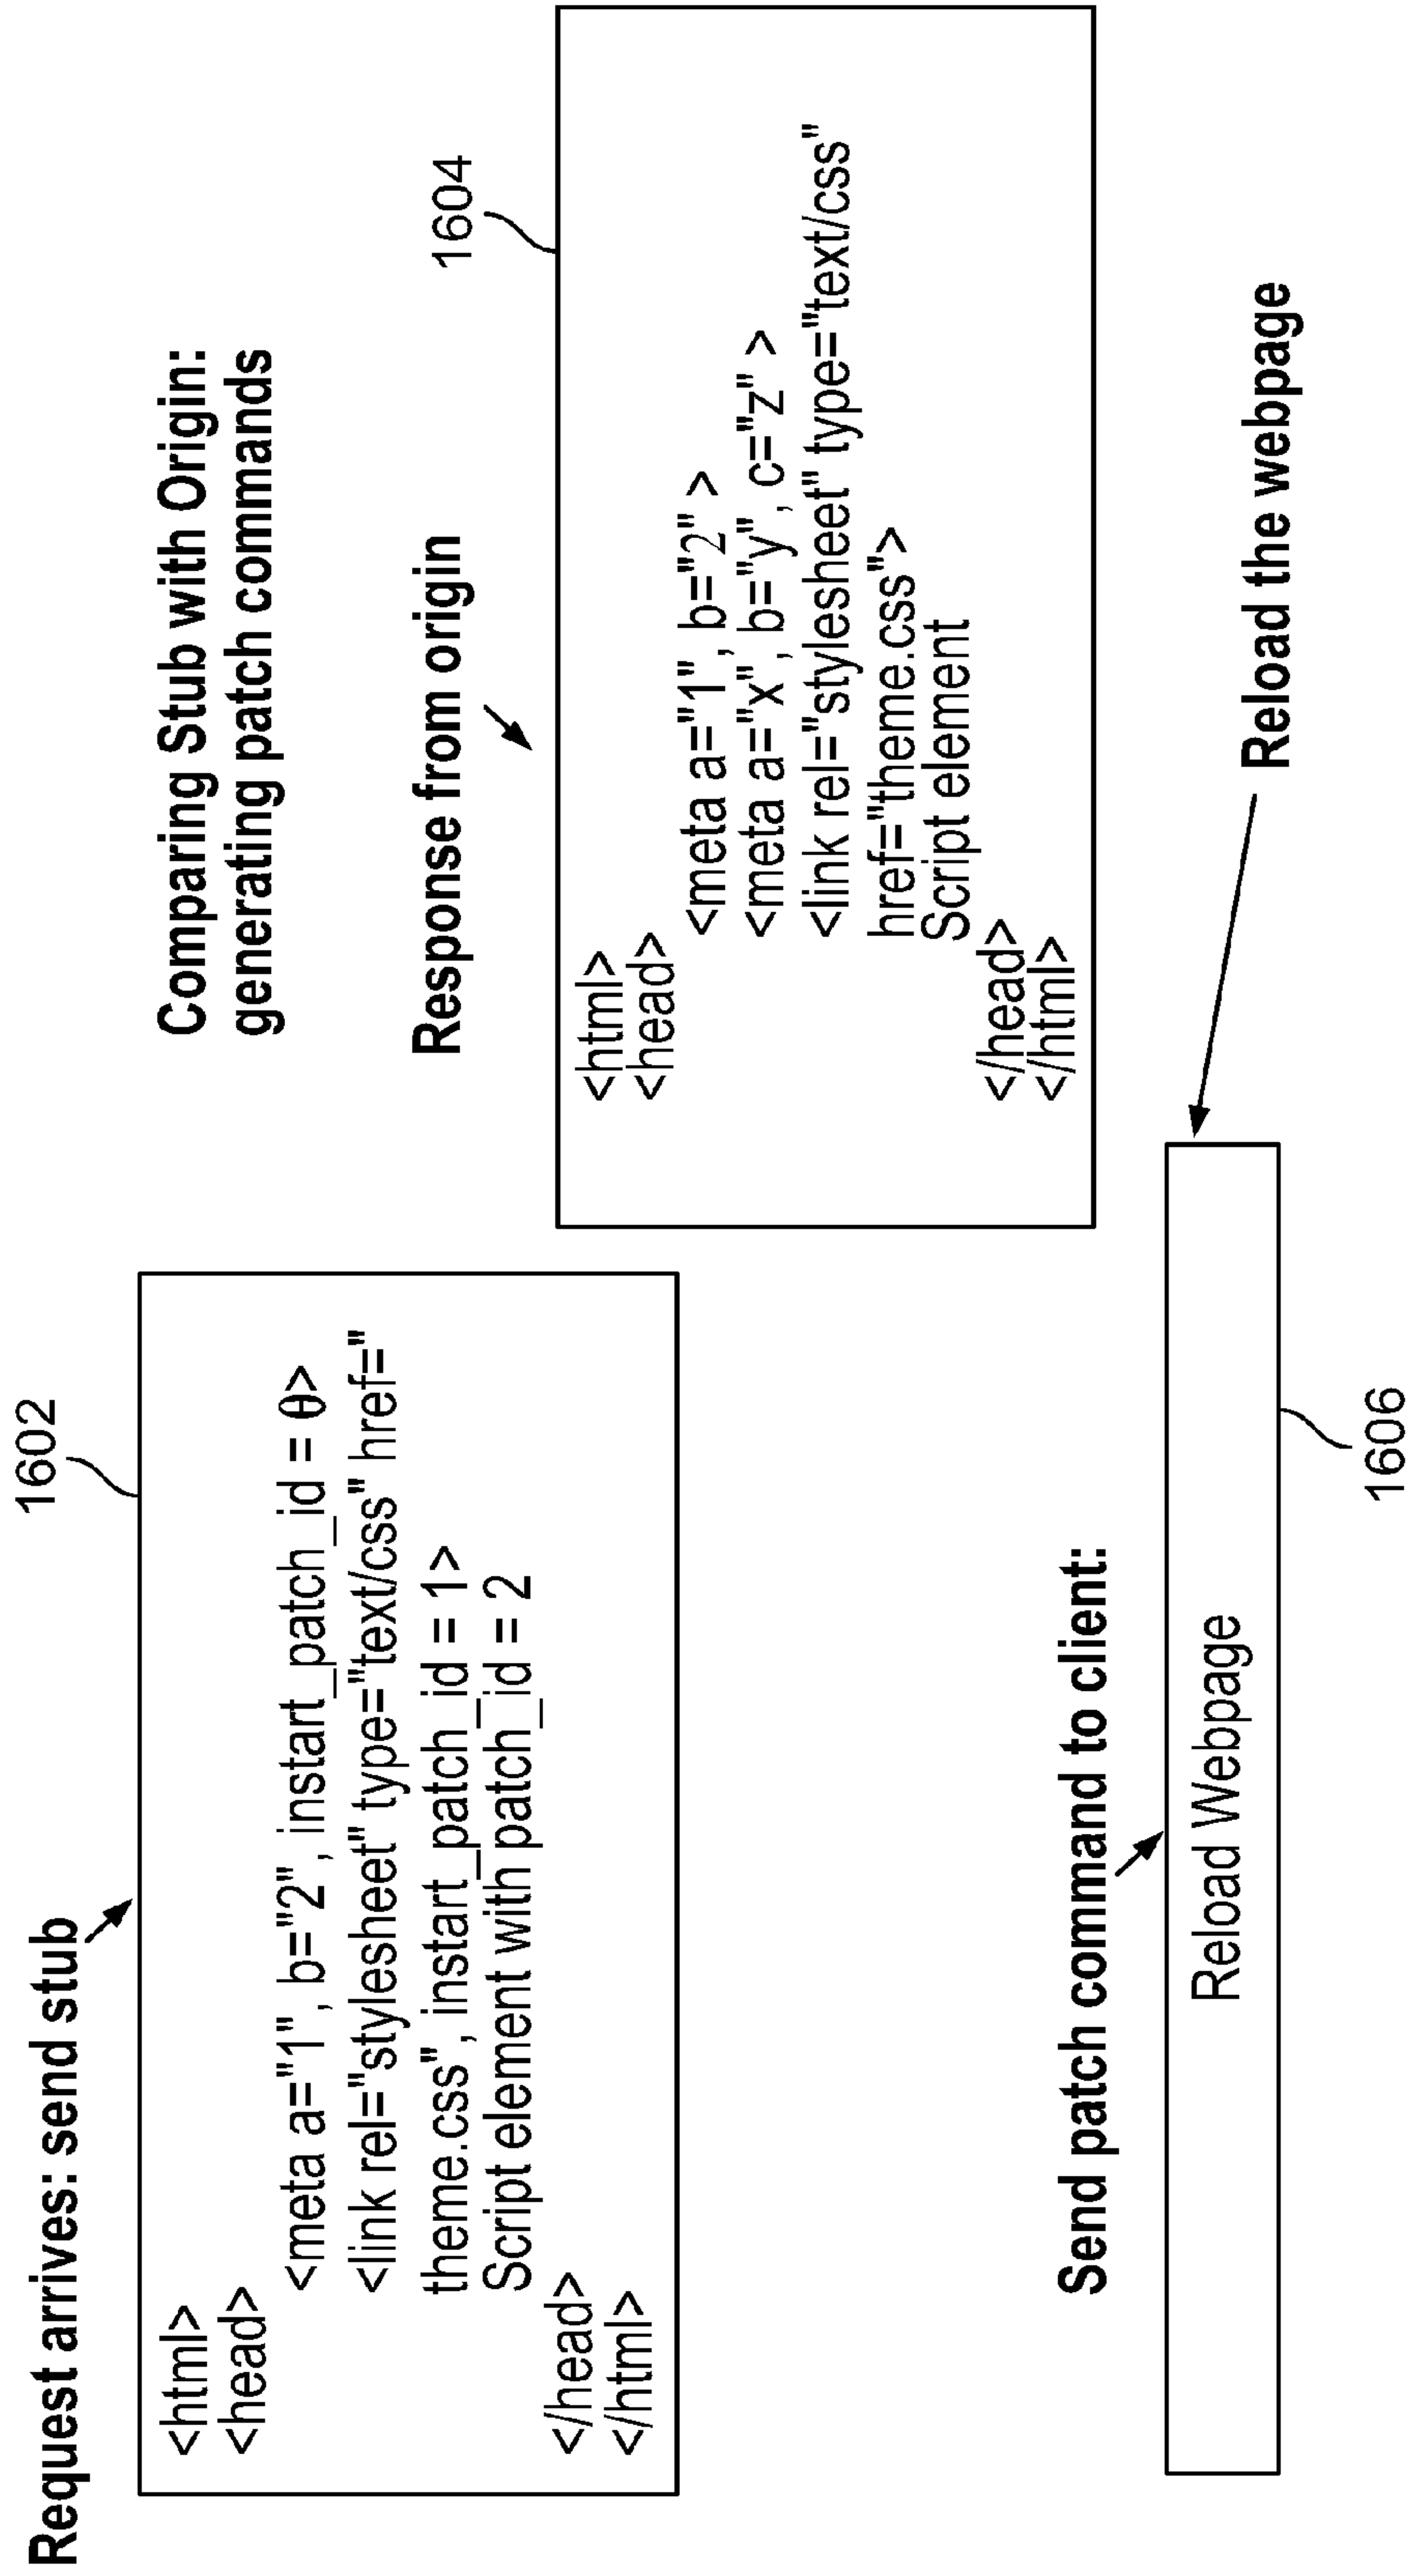 Request arrives: send stub
1602
<html>
<head>
<meta a="1", b="2", instart_patch_id = 0>
<link rel="stylesheet" type="text/css" href="
theme.css", instart_patch_id = 1>
Script element with patch_id = 2
</head>
</html>
Comparing Stub with Origin:
generating patch commands
Response from origin
1604
<html>
<head>
<meta a="1", b="2" >
<meta a="x", b="y", c="z" >
<link rel="stylesheet" type="text/css"
href="theme.css">
Script element
</head>
</html>
Send patch command to client:
Reload Webpage
1606
Reload the webpage